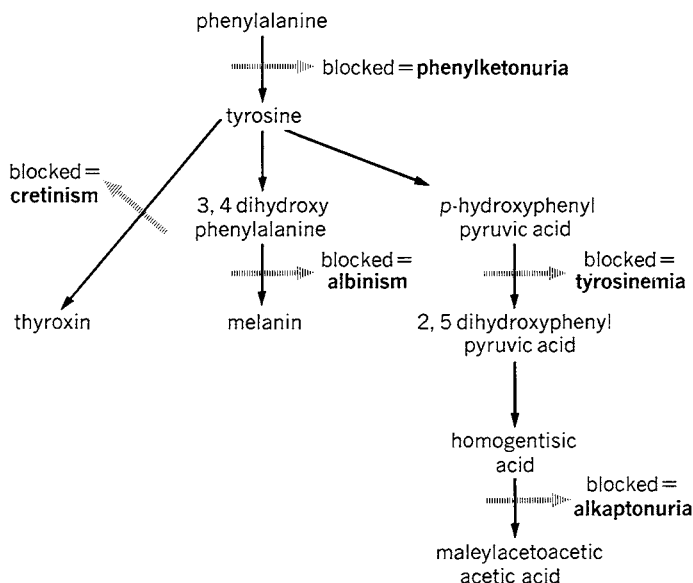 phenylalanine
blocked = phenylketonuria
tyrosine
blocked =
cretinism
3, 4 dihydroxy
phenylalanine
p-hydroxyphenyl
pyruvic acid
blocked =
albinism
blocked =
tyrosinemia
thyroxin
melanin
2, 5 dihydroxyphenyl
pyruvic acid
homogentisic
acid
blocked =
alkaptonuria
maleylacetoacetic
acetic acid